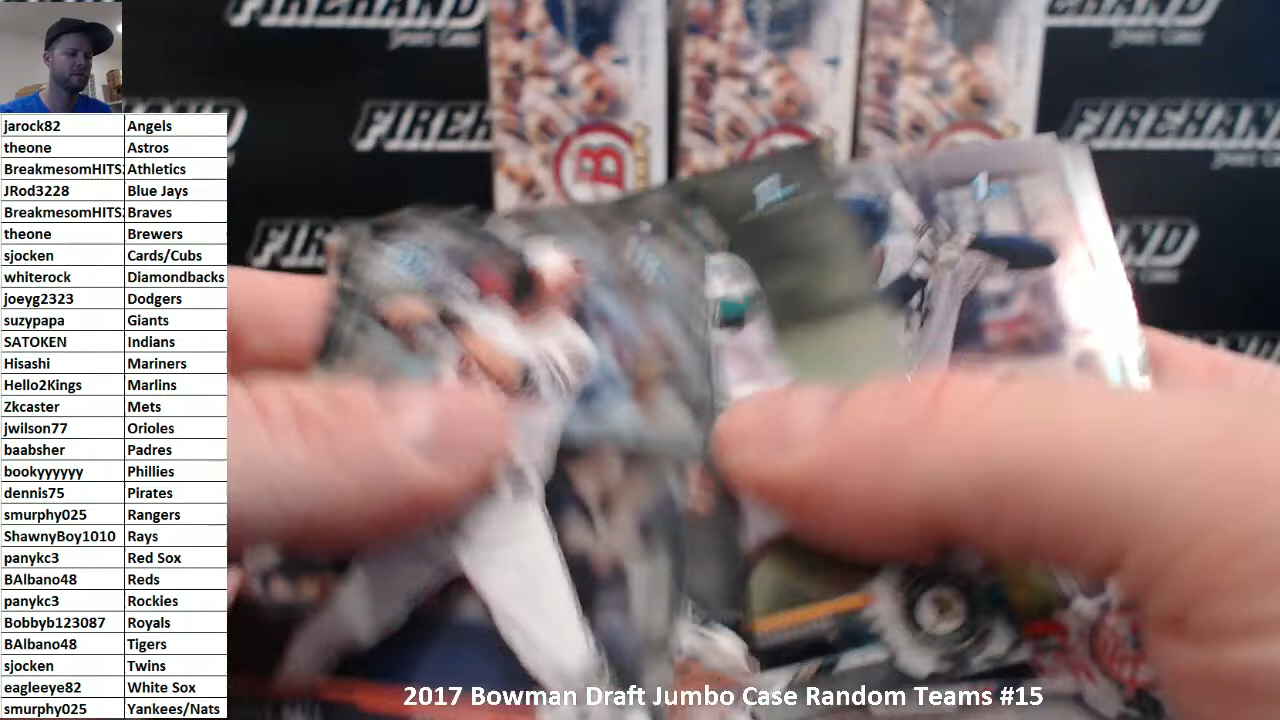 FIREHAND
FIREHAND
FIREHAND
FIREHAND
FIREHAND
B
jarock82 Angels
theone Astros
BreakmesomHITS Athletics
JRod3228 Blue Jays
BreakmesomHITS Braves
theone Brewers
sjocken Cards/Cubs
whiterock Diamondbacks
joeyg2323 Dodgers
suzypapa Giants
SATOKEN Indians
Hisashi Mariners
Hello2Kings Marlins
Zkcaster Mets
jwilson77 Orioles
baabsher Padres
bookyyyyyy Phillies
dennis75 Pirates
smurphy025 Rangers
ShawnyBoy1010 Rays
panykc3 Red Sox
BAlbano48 Reds
panykc3 Rockies
Bobbyb123087 Royals
BAlbano48 Tigers
sjocken Twins
eagleeye82 White Sox
smurphy025 Yankees/Nats
2017 Bowman Draft Jumbo Case Random Teams #15